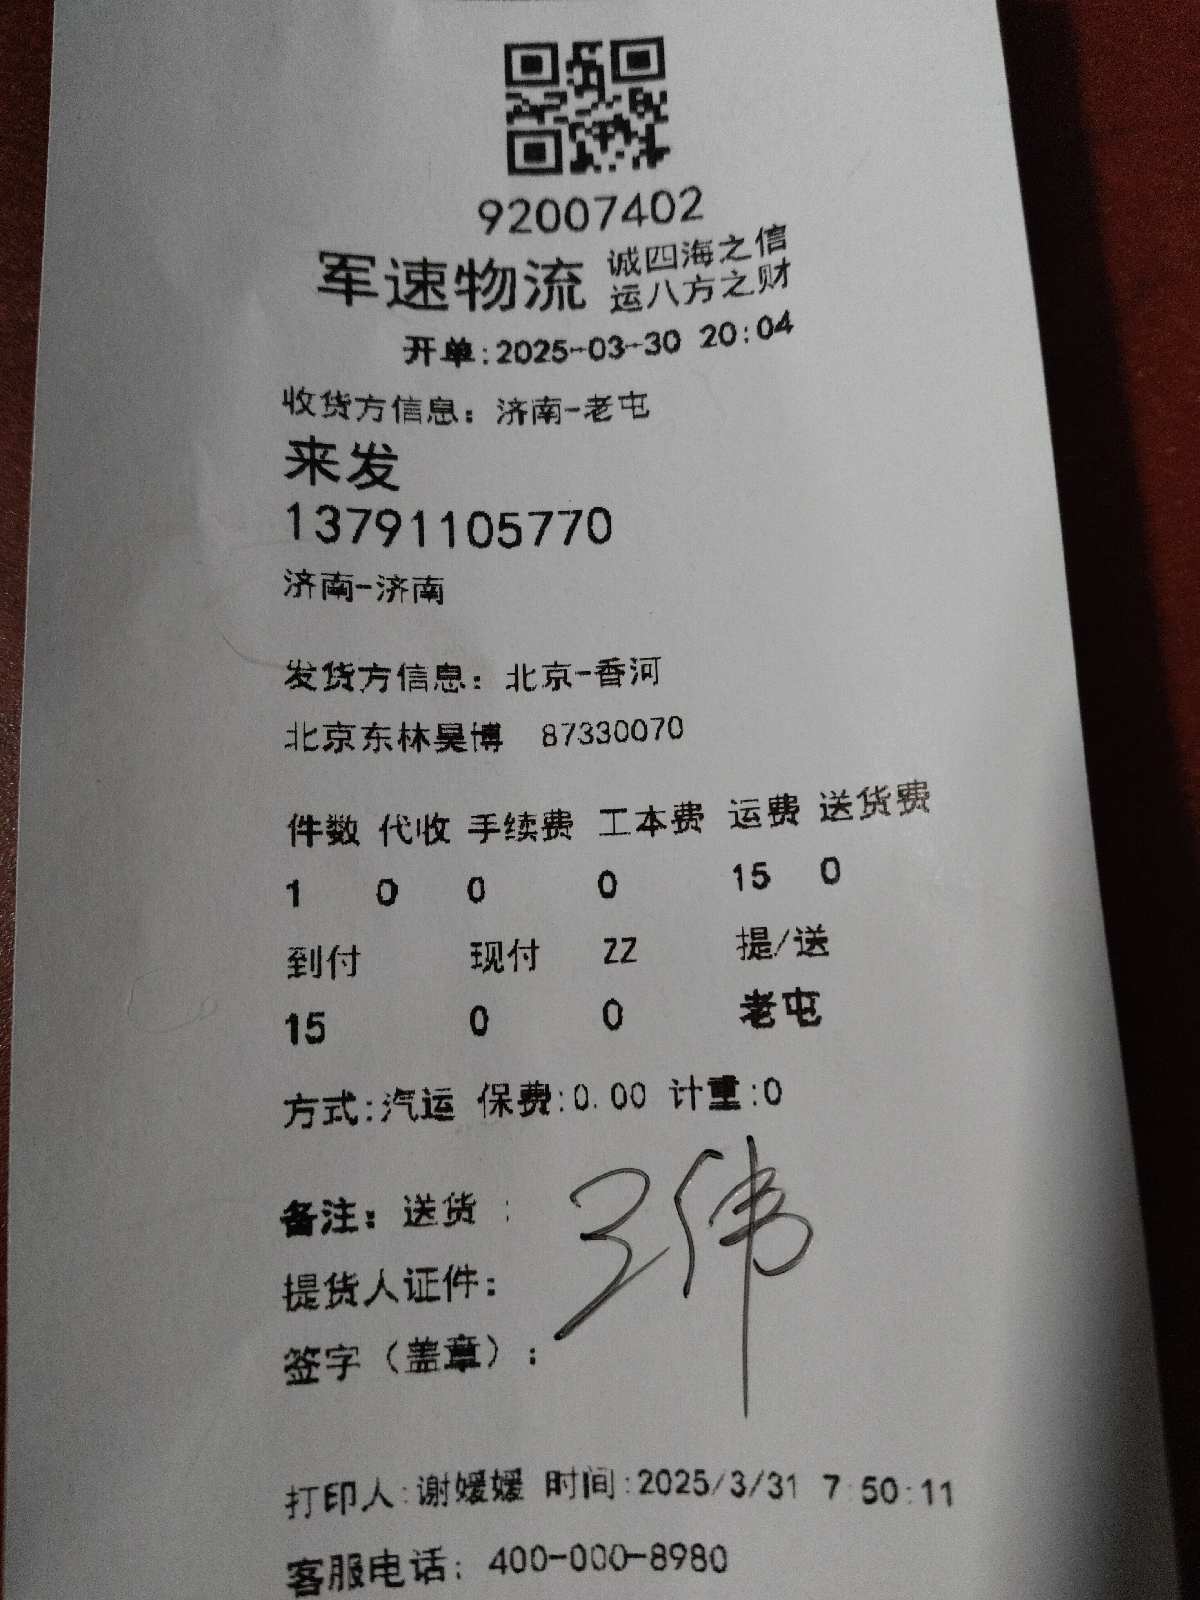 92007402
军速物流 诚四海之信
运八方之财
开单:2025-03-30 20:04
收货方信息: 济南-老屯
来发
13791105770
济南-济南
发货方信息: 北京-香河
北京东林昊博 87330070
件数 代收 手续费 工本费 运费 送货费
1 0 0 0 15 0
到付 现付 ZZ 提/送
15 0 0 老屯
方式:汽运 保费:0.00 计重:0
备注: 送货 :
提货人证件:
签字（盖章）:
王伟
打印人:谢媛媛 时间:2025/3/31 7:50:11
客服电话: 400-000-8980